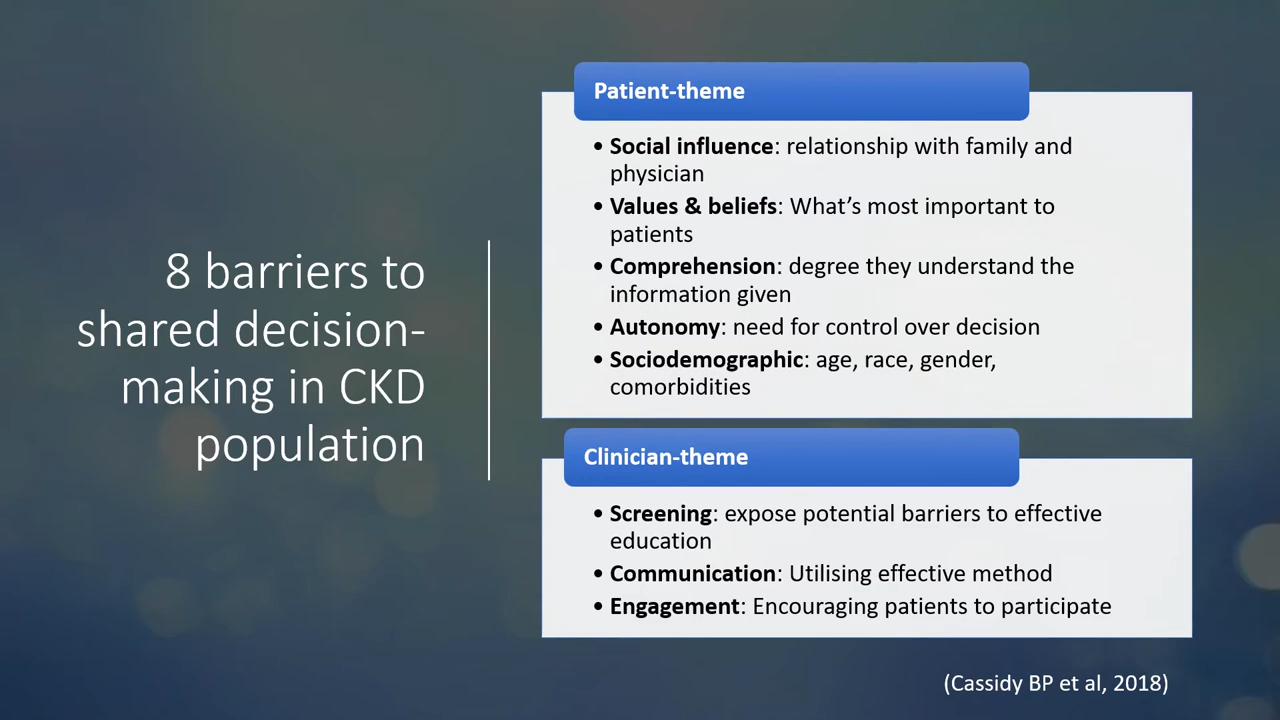 8 barriers to
shared decision-
making in CKD
population
Patient-theme
• Social influence: relationship with family and
physician
• Values & beliefs: What’s most important to
patients
• Comprehension: degree they understand the
information given
• Autonomy: need for control over decision
• Sociodemographic: age, race, gender,
comorbidities
Clinician-theme
• Screening: expose potential barriers to effective
education
• Communication: Utilising effective method
• Engagement: Encouraging patients to participate
(Cassidy BP et al, 2018)